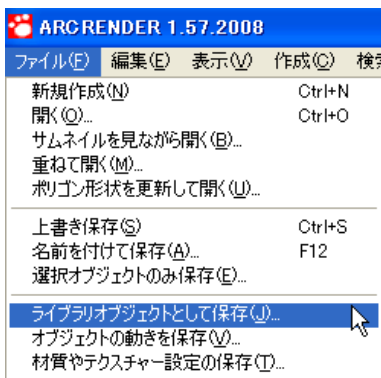 ARCRENDER 1.57.2008
ファイル(F) 編集(E) 表示(V) 作成(C)
新規作成(N) Ctrl+N
開く(O)... Ctrl+O
サムネイルを見ながら開く(B)...
重ねて開く(M)...
ポリゴン形状を更新して開く(U)...
上書き保存(S) Ctrl+S
名前を付けて保存(A)... F12
選択オブジェクトのみ保存(E)...
ライブラリオブジェクトとして保存(J)...
オブジェクトの動きを保存(V)...
材質やテクスチャー設定の保存(T)...